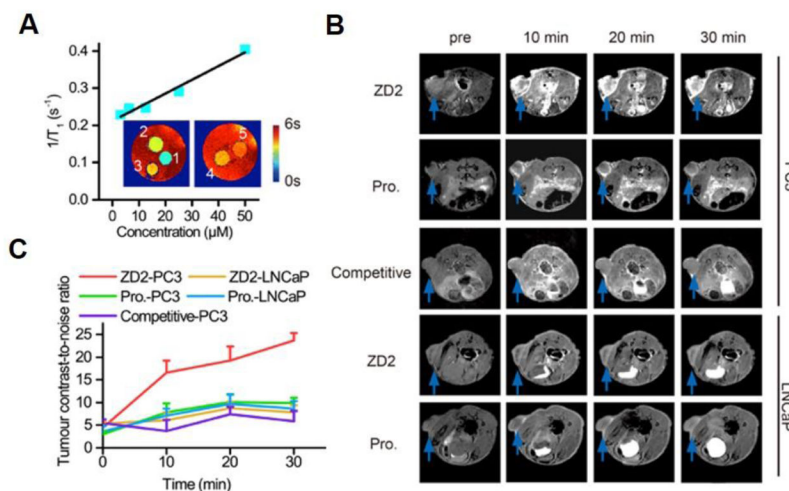 A
0.4
0.3
0.2
0.1
0.0
1/T₁ (s⁻¹)
0 10 20 30 40 50
Concentration (µM)
2
1
3
5
4
6s
0s
B
pre 10 min 20 min 30 min
ZD2
Pro.
Competitive
ZD2
Pro.
PC3
LNCaP
C
ZD2-PC3 ZD2-LNCaP
Pro.-PC3 Pro.-LNCaP
Competitive-PC3
Tumour contrast-to-noise ratio
25
20
15
10
5
0
0 10 20 30
Time (min)